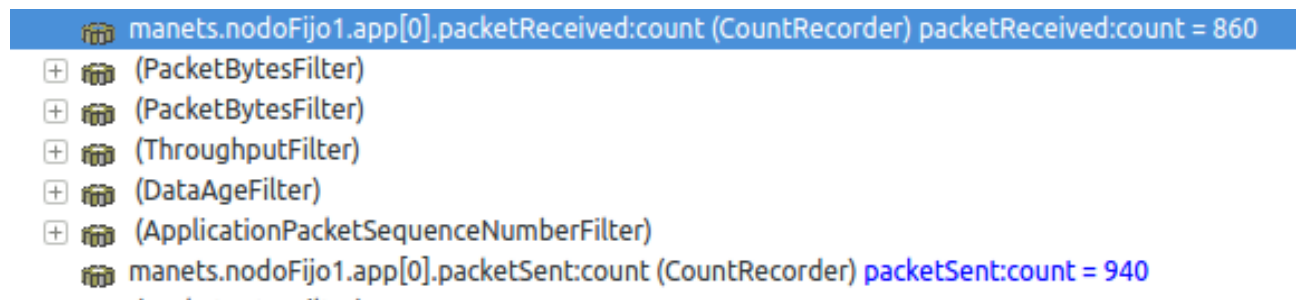 manets.nodoFijo1.app[0].packetReceived:count (CountRecorder) packetReceived:count = 860
(PacketBytesFilter)
(PacketBytesFilter)
(ThroughputFilter)
(DataAgeFilter)
(ApplicationPacketSequenceNumberFilter)
manets.nodoFijo1.app[0].packetSent:count (CountRecorder) packetSent:count = 940